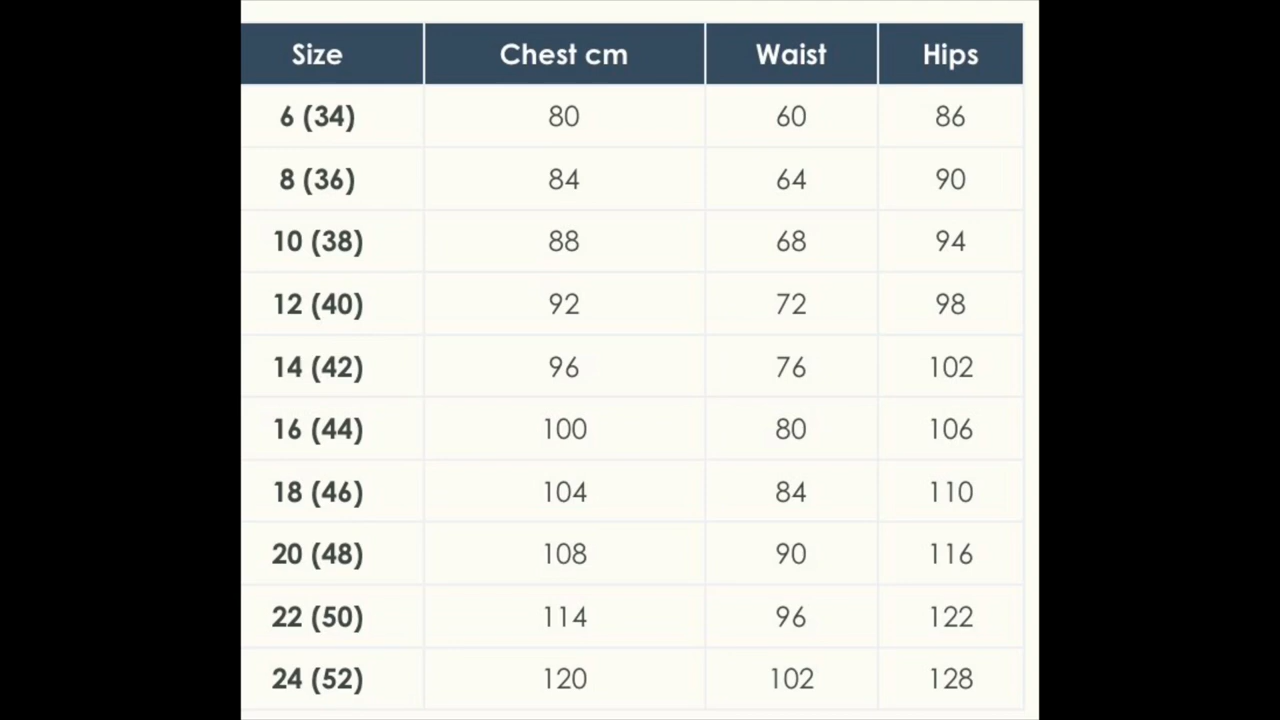 Size Chest cm Waist Hips
6 (34) 80 60 86
8 (36) 84 64 90
10 (38) 88 68 94
12 (40) 92 72 98
14 (42) 96 76 102
16 (44) 100 80 106
18 (46) 104 84 110
20 (48) 108 90 116
22 (50) 114 96 122
24 (52) 120 102 128